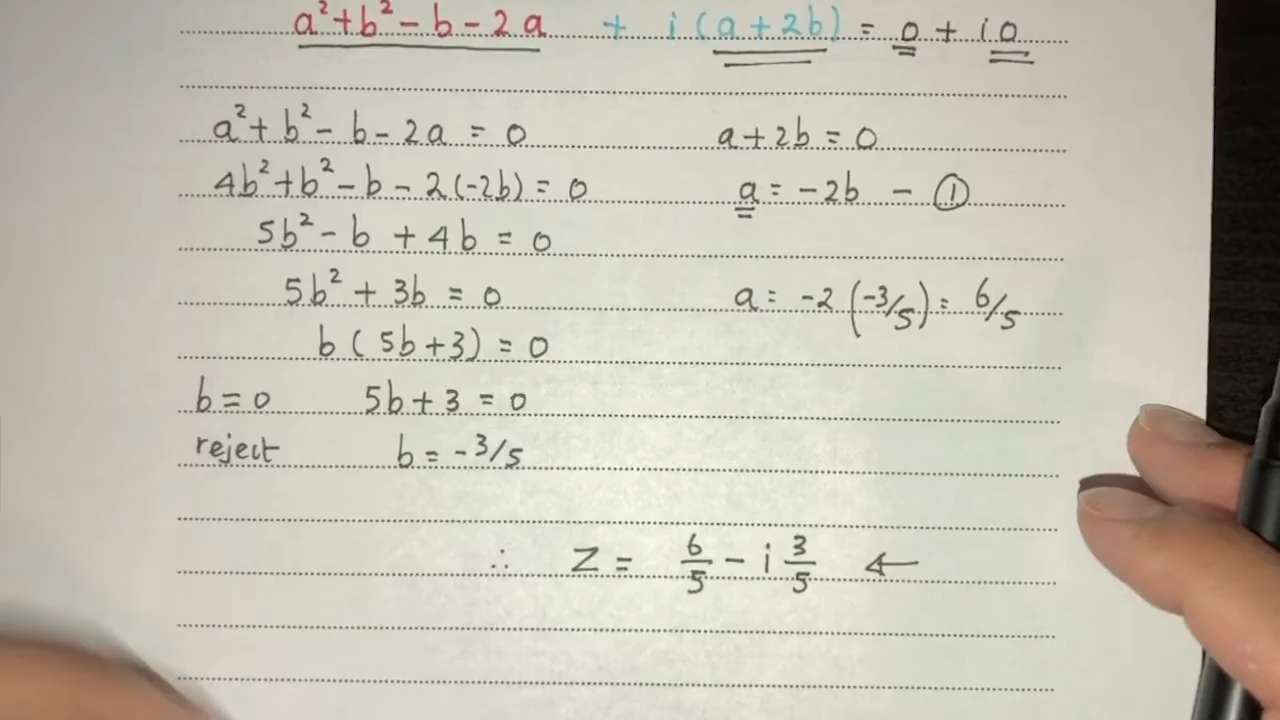 a² + b² - b - 2a + i (a + 2b) = 0 + i0
a² + b² - b - 2a = 0 a + 2b = 0
4b² + b² - b - 2 (-2b) = 0 a = -2b - ①
5b² - b + 4b = 0
5b² + 3b = 0 a = -2 (-3/5) = 6/5
b ( 5b + 3 ) = 0
b = 0 5b + 3 = 0
reject b = -3/5
∴ Z = 6/5 - i 3/5 ←